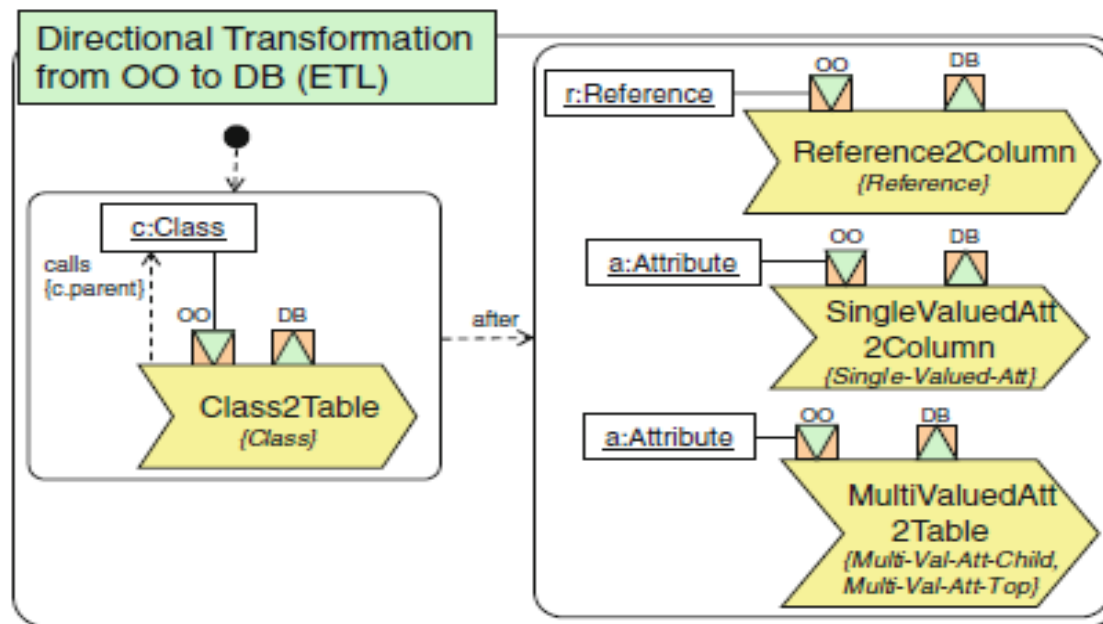 Directional Transformation
from OO to DB (ETL)
c:Class
calls
{c.parent}
OO
DB
Class2Table
{Class}
after
OO
DB
r:Reference
Reference2Column
{Reference}
OO
DB
a:Attribute
SingleValuedAtt
2Column
{Single-Valued-Att}
OO
DB
a:Attribute
MultiValuedAtt
2Table
{Multi-Val-Att-Child,
Multi-Val-Att-Top}